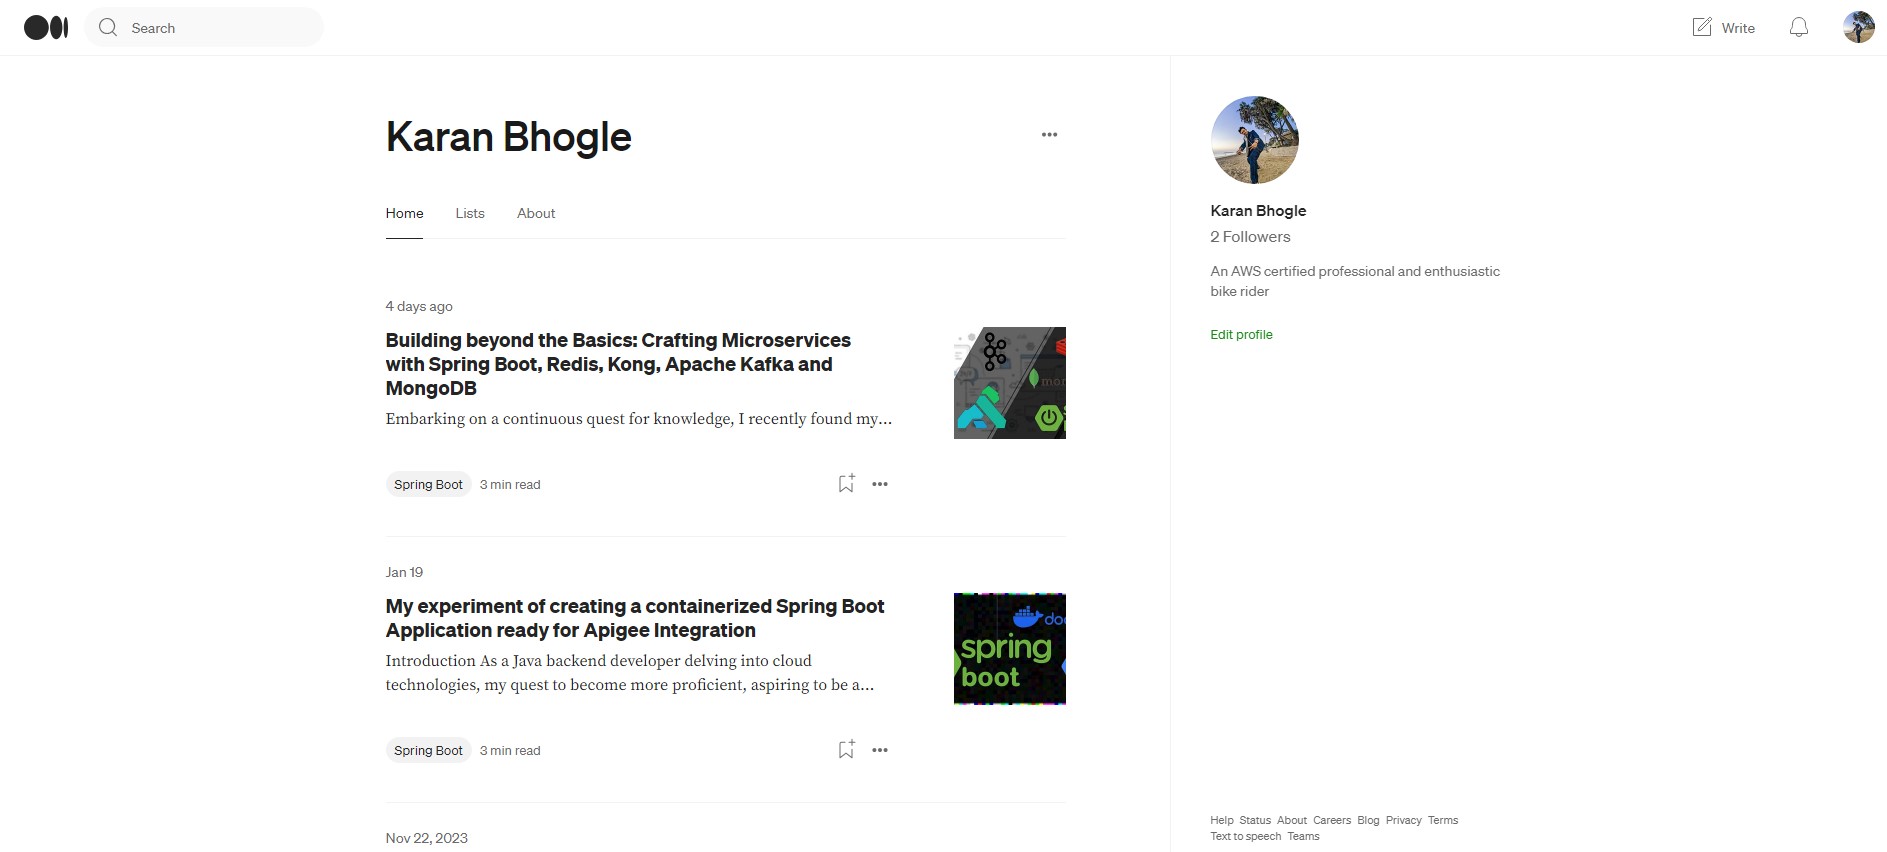 Search
Write
Karan Bhogle
Home Lists About
4 days ago
Building beyond the Basics: Crafting Microservices
with Spring Boot, Redis, Kong, Apache Kafka and
MongoDB
Embarking on a continuous quest for knowledge, I recently found my...
Spring Boot 3 min read
Jan 19
My experiment of creating a containerized Spring Boot
Application ready for Apigee Integration
Introduction As a Java backend developer delving into cloud
technologies, my quest to become more proficient, aspiring to be a...
spring
boot
Spring Boot 3 min read
Nov 22, 2023
Karan Bhogle
2 Followers
An AWS certified professional and enthusiastic
bike rider
Edit profile
Help Status About Careers Blog Privacy Terms
Text to speech Teams